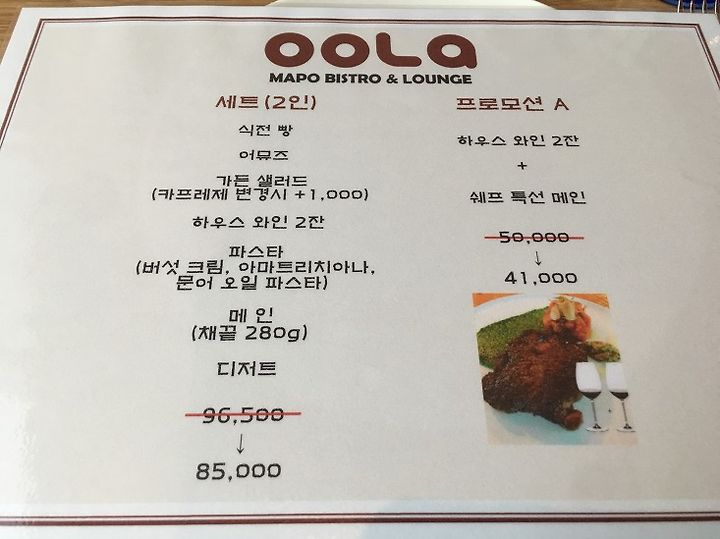 OOLa
MAPO BISTRO & LOUNGE
세트(2인)
식전 빵
어뮤즈
가든 샐러드
(카프레제 변경시 +1,000)
하우스 와인 2잔
파스타
(버섯 크림, 아마트리치아나,
문어 오일 파스타)
메인
(채끝 280g)
디저트
96,500
↓
85,000
프로모션 A
하우스 와인 2잔
+
쉐프 특선 메인
50,000
↓
41,000